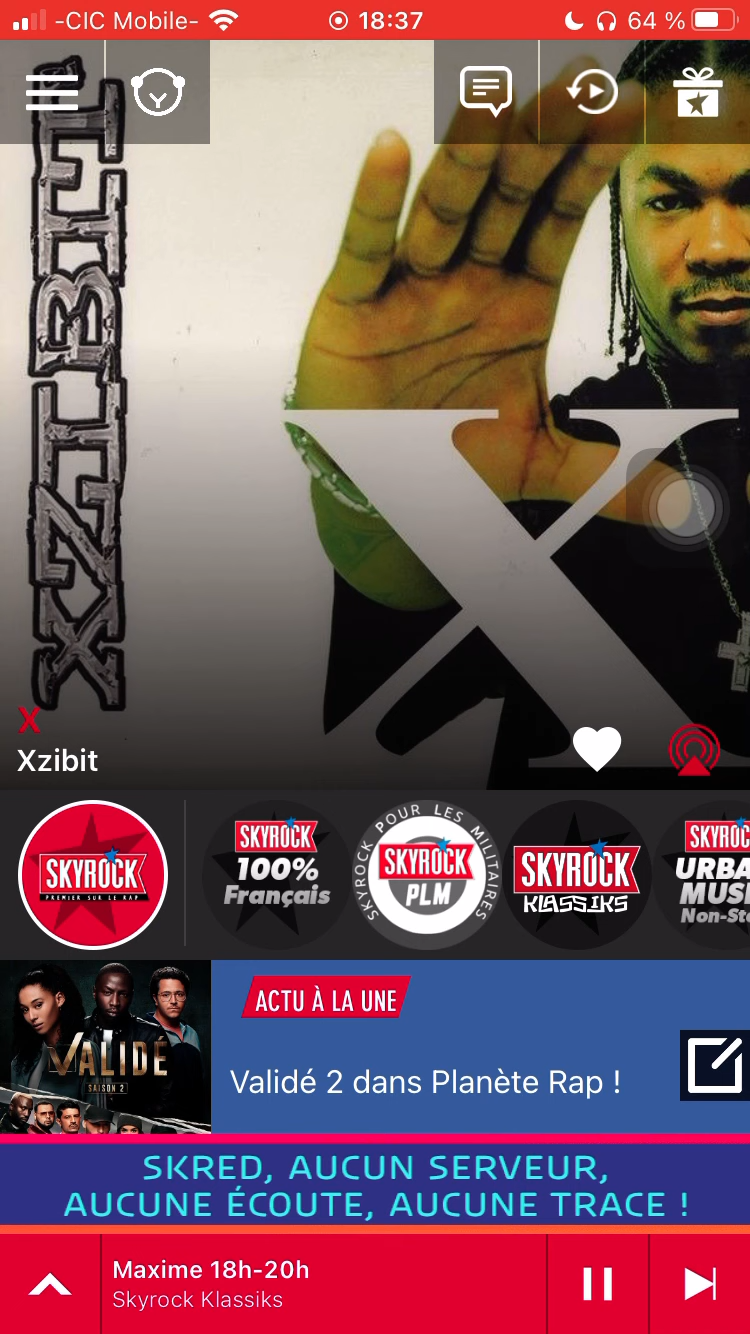 -CIC Mobile-
18:37
64 %
XZIBIT
X
X
Xzibit
SKYROCK
PREMIER SUR LE RAP
SKYROCK
100%
Français
SKYROCK POUR LES MILITAIRES
SKYROCK
PLM
SKYROCK
KLASSIKS
SKYROC
URBA
MUSI
Non-Sto
VALIDÉ
SAISON 2
ACTU À LA UNE
Validé 2 dans Planète Rap !
SKRED, AUCUN SERVEUR,
AUCUNE ÉCOUTE, AUCUNE TRACE !
Maxime 18h-20h
Skyrock Klassiks